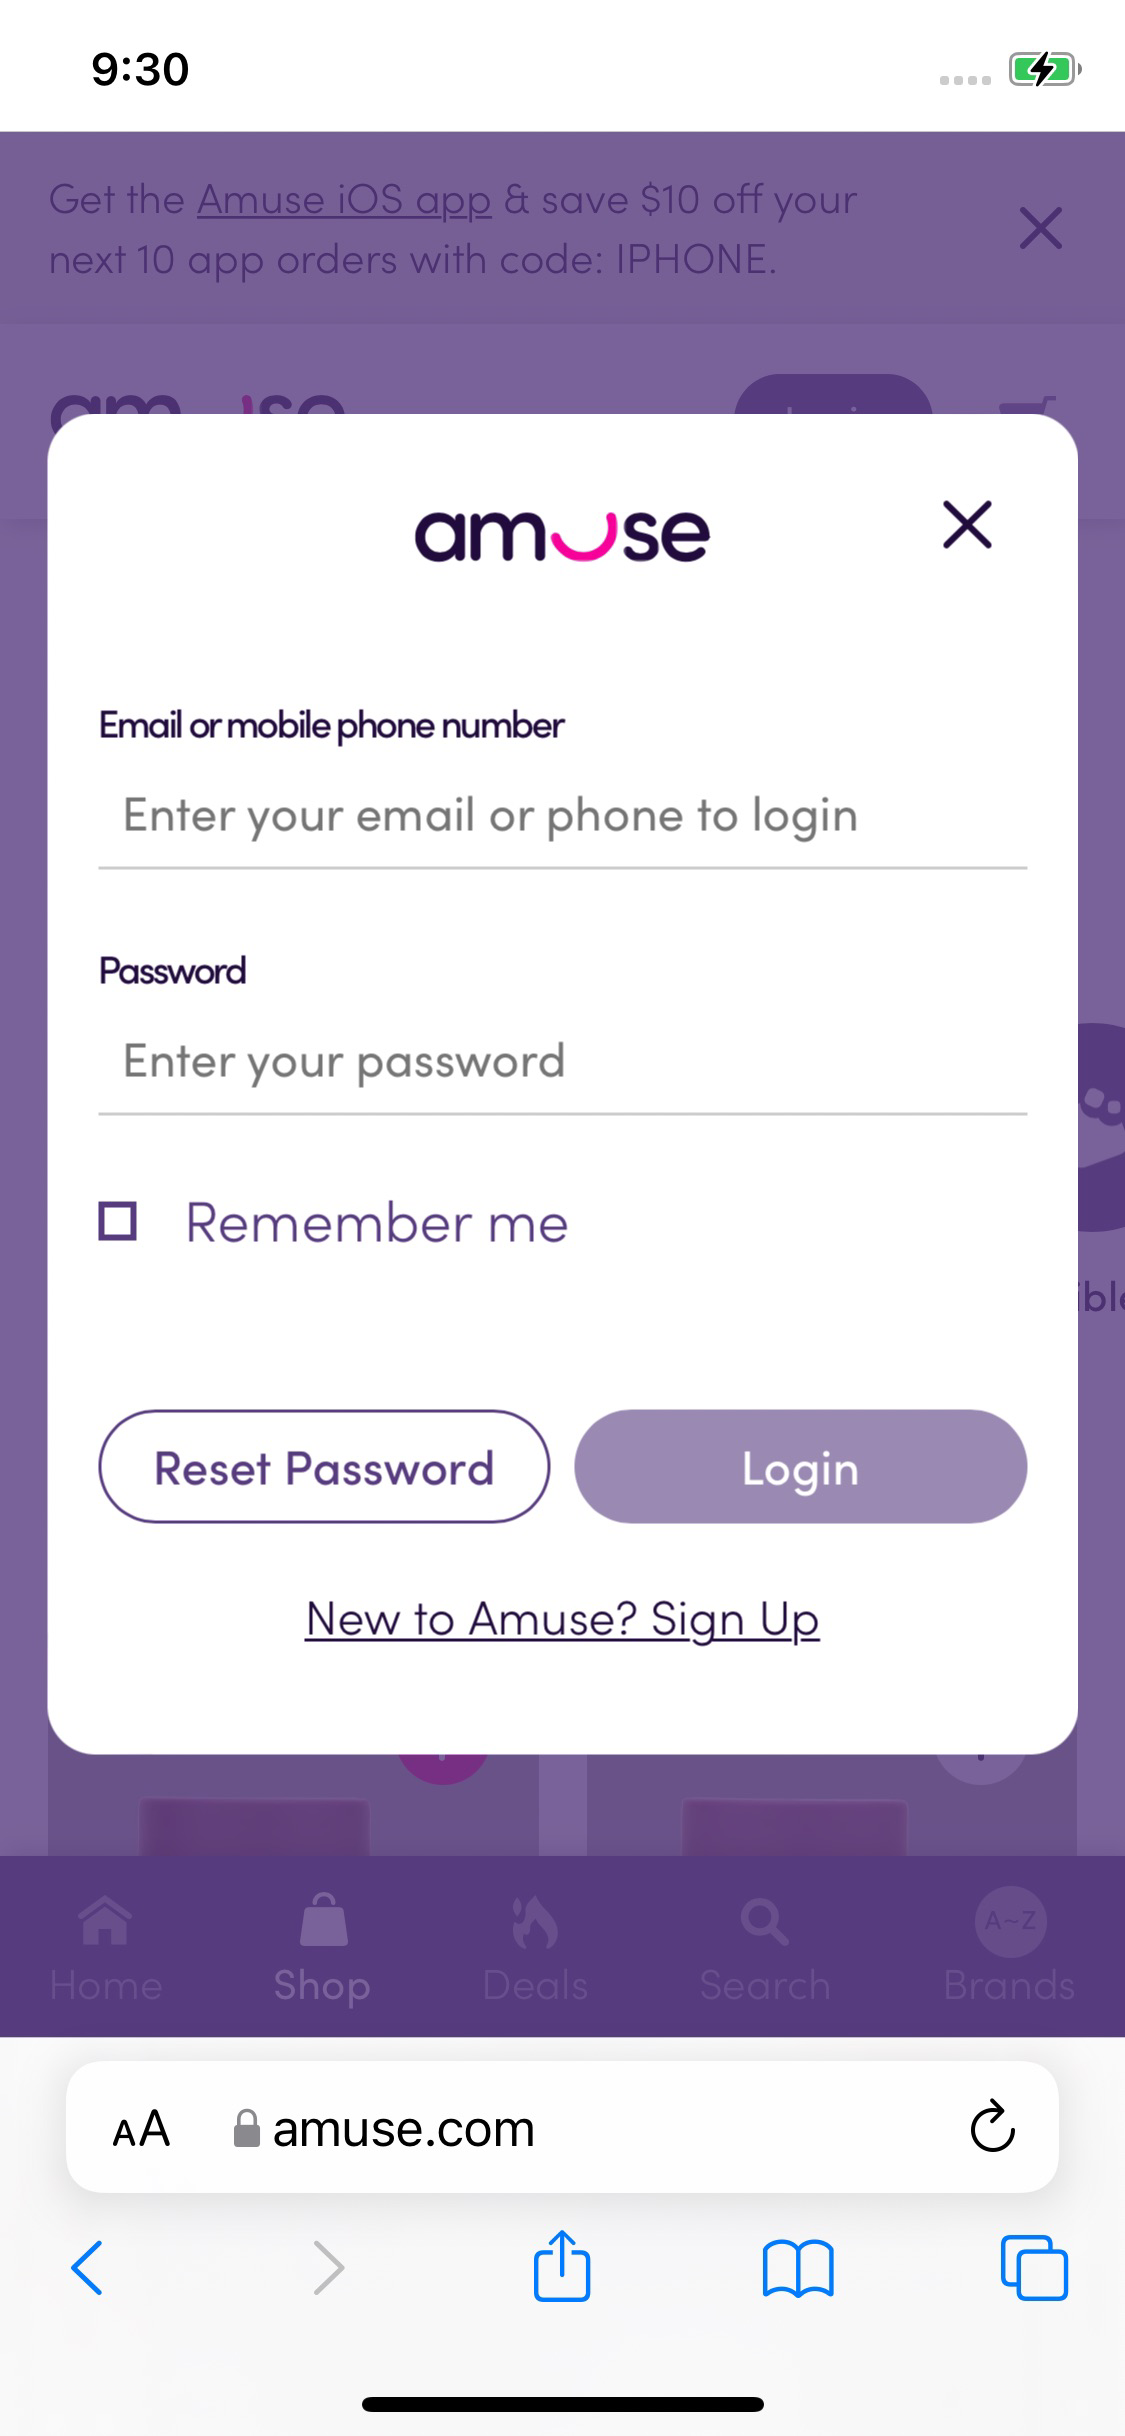 9:30
Get the Amuse iOS app & save $10 off your
next 10 app orders with code: IPHONE.
amuse
Email or mobile phone number
Enter your email or phone to login
Password
Enter your password
Remember me
Reset Password
Login
New to Amuse? Sign Up
Home
Shop
Deals
Search
A~Z
Brands
AA
amuse.com